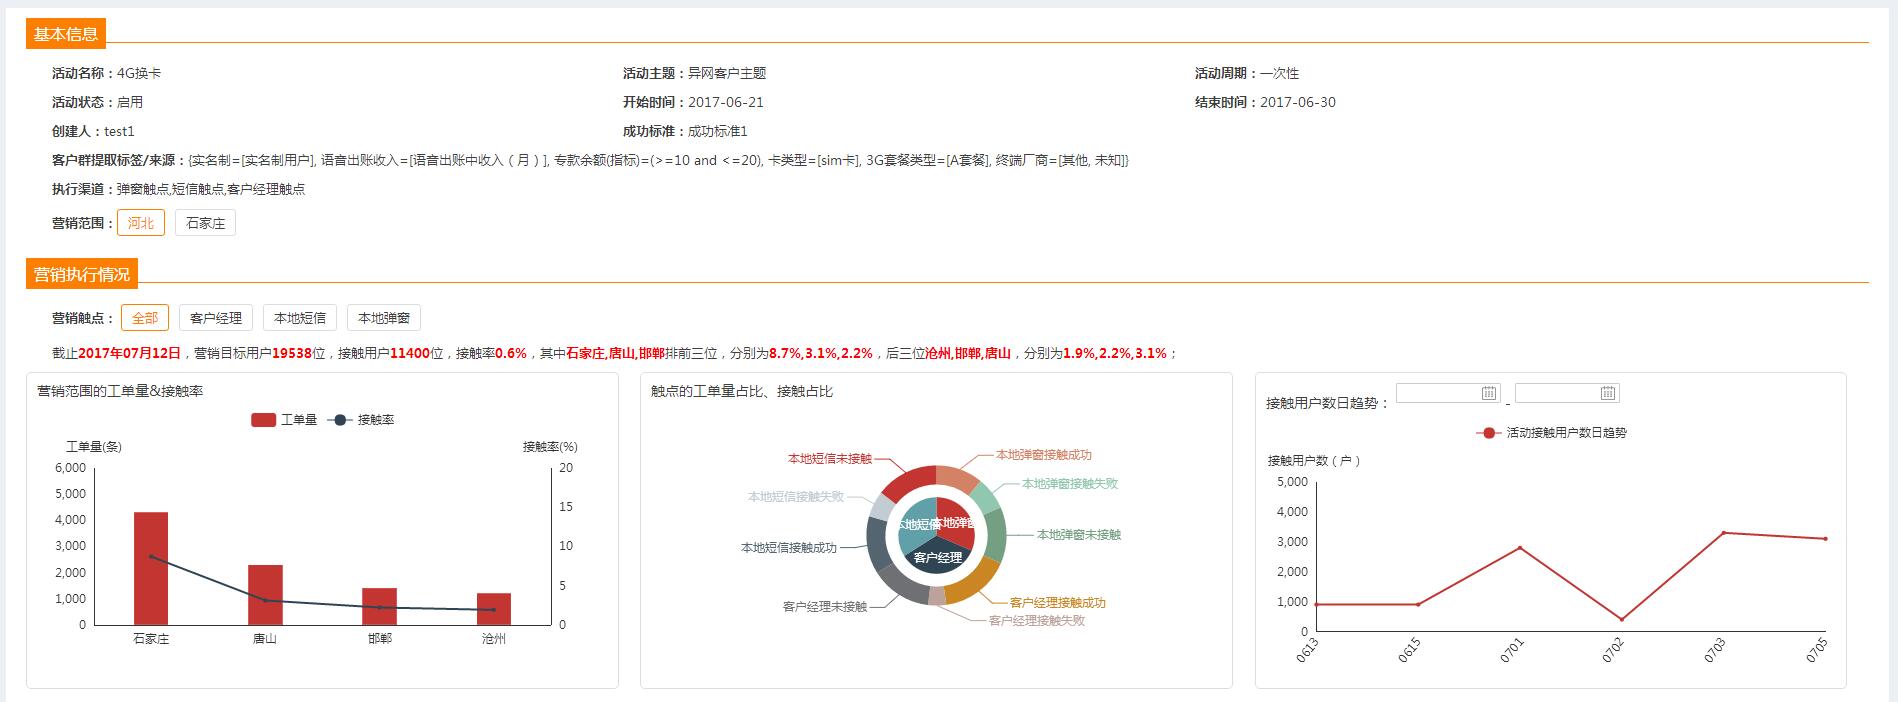 基本信息
活动名称：4G换卡 活动主题：异网客户主题 活动周期：一次性
活动状态：启用 开始时间：2017-06-21 结束时间：2017-06-30
创建人：test1 成功标准：成功标准1
客户群提取标签/来源：{实名制=[实名制用户], 语音出账收入=[语音出账中收入（月）], 专款余额(指标)=(>=10 and <=20), 卡类型=[sim卡], 3G套餐类型=[A套餐], 终端厂商=[其他, 未知]}
执行渠道：弹窗触点,短信触点,客户经理触点
营销范围：河北 石家庄
营销执行情况
营销触点：全部 客户经理 本地短信 本地弹窗
截止2017年07月12日，营销目标用户19538位，接触用户11400位，接触率0.6%，其中石家庄,唐山,邯郸排前三位，分别为8.7%,3.1%,2.2%，后三位沧州,邯郸,唐山，分别为1.9%,2.2%,3.1%；
营销范围的工单量&接触率
工单量 接触率
工单量(条) 接触率(%)
6,000
5,000
4,000
3,000
2,000
1,000
0
20
15
10
5
0
石家庄 唐山 邯郸 沧州
触点的工单量占比、接触占比
本地短信未接触 本地弹窗接触成功
本地短信接触失败 本地弹窗接触失败
本地短信 本地弹窗
本地短信接触成功 本地弹窗未接触
客户经理
客户经理未接触 客户经理接触成功
客户经理接触失败
接触用户数日趋势： -
活动接触用户数日趋势
接触用户数（户）
5,000
4,000
3,000
2,000
1,000
0
0613 0615 0701 0702 0703 0705